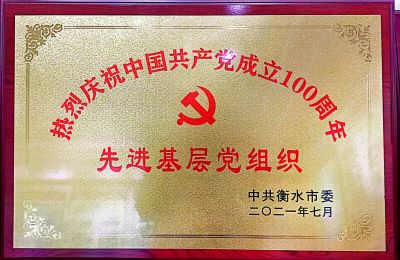 热烈庆祝中国共产党成立100周年
先进基层党组织
中共衡水市委
二〇二一年七月